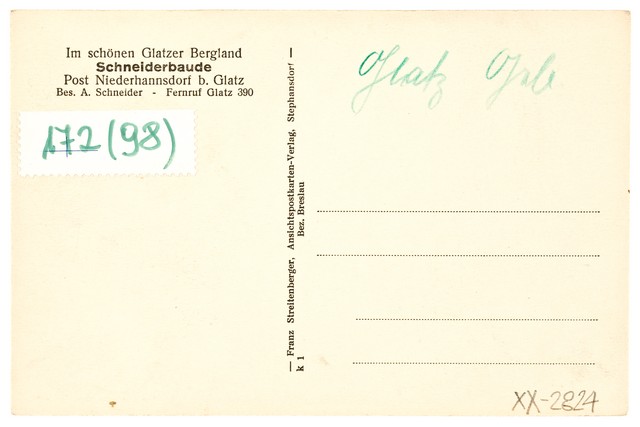 Im schönen Glatzer Bergland
Schneiderbaude
Post Niederhannsdorf b. Glatz
Bes. A. Schneider - Fernruf Glatz 390
172 (98)
Glatz
— Franz Streitenberger, Ansichtspostkarten-Verlag, Stephansdorf —
k 1 Bez. Breslau
XX-2824